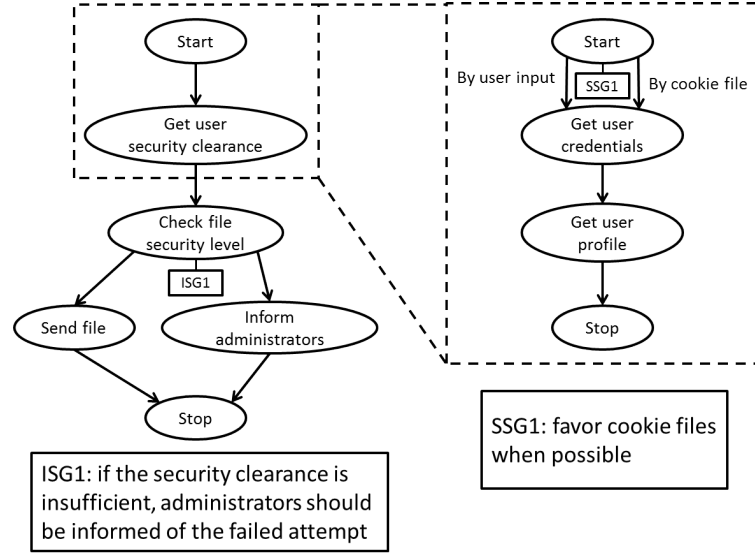 Start
Get user
security clearance
Check file
security level
ISG1
Send file
Inform
administrators
Stop
ISG1: if the security clearance is
insufficient, administrators should
be informed of the failed attempt
Start
By user input
SSG1
By cookie file
Get user
credentials
Get user
profile
Stop
SSG1: favor cookie files
when possible